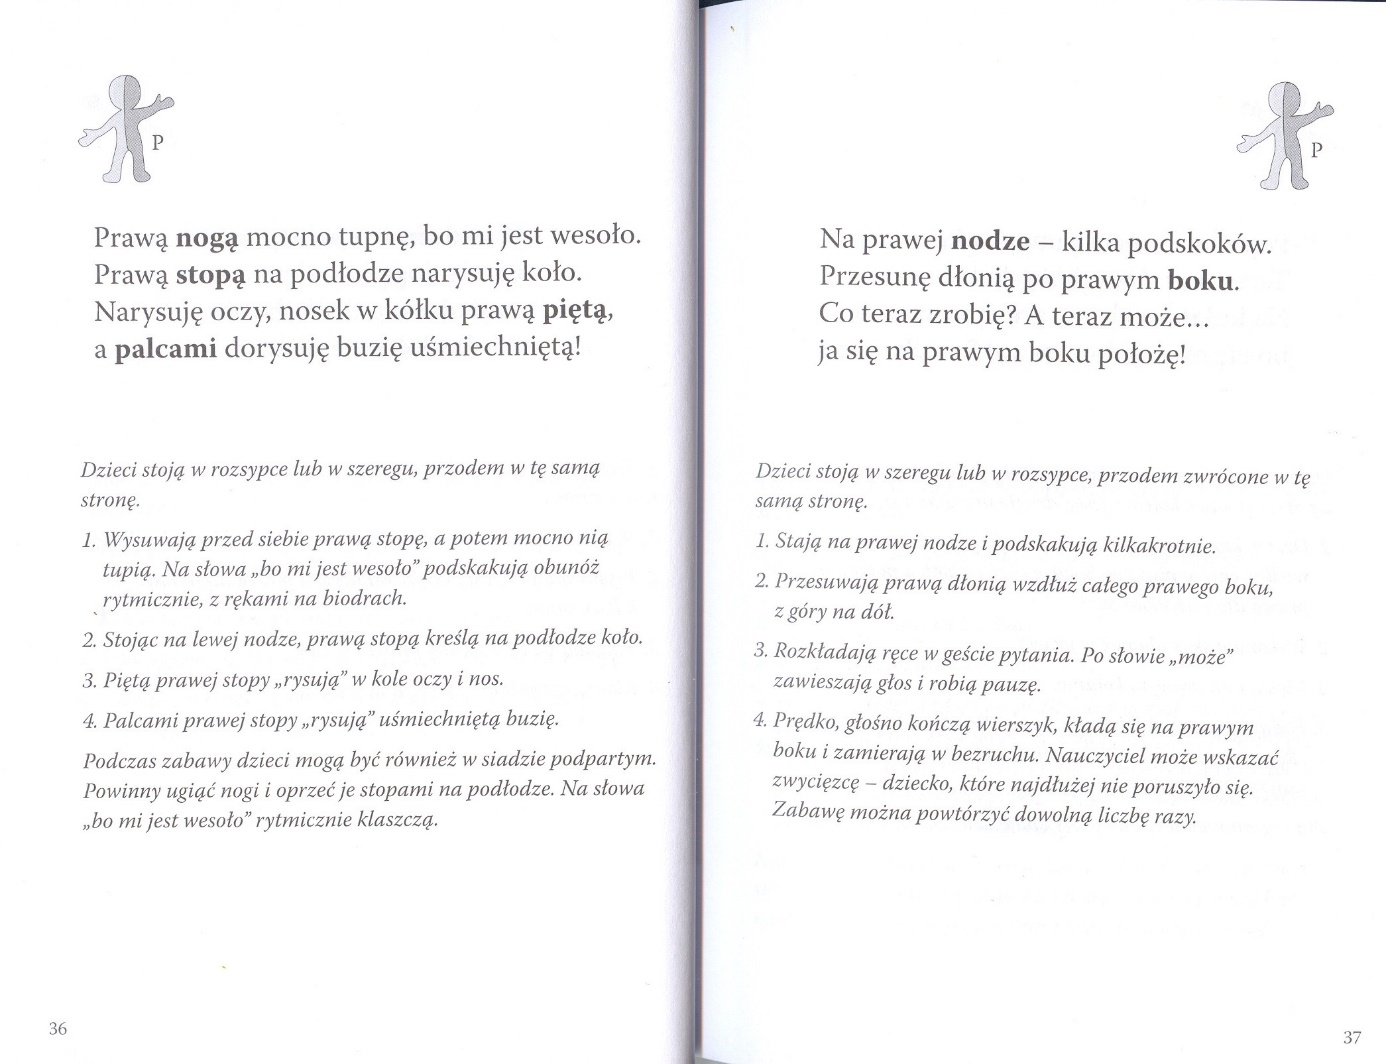 P
Prawą nogą mocno tupnę, bo mi jest wesoło.
Prawą stopą na podłodze narysuję koło.
Narysuję oczy, nosek w kółku prawą piętą,
a palcami dorysuję buzię uśmiechniętą!
Dzieci stoją w rozsypce lub w szeregu, przodem w tę samą
stronę.
1. Wysuwają przed siebie prawą stopę, a potem mocno nią
tupią. Na słowa „bo mi jest wesoło” podskakują obunóż
rytmicznie, z rękami na biodrach.
2. Stojąc na lewej nodze, prawą stopą kreślą na podłodze koło.
3. Piętą prawej stopy „rysują” w kole oczy i nos.
4. Palcami prawej stopy „rysują” uśmiechniętą buzię.
Podczas zabawy dzieci mogą być również w siadzie podpartym.
Powinny ugiąć nogi i oprzeć je stopami na podłodze. Na słowa
„bo mi jest wesoło” rytmicznie klaszczą.
36
P
Na prawej nodze – kilka podskoków.
Przesunę dłonią po prawym boku.
Co teraz zrobię? A teraz może...
ja się na prawym boku położę!
Dzieci stoją w szeregu lub w rozsypce, przodem zwrócone w tę
samą stronę.
1. Stają na prawej nodze i podskakują kilkakrotnie.
2. Przesuwają prawą dłonią wzdłuż całego prawego boku,
z góry na dół.
3. Rozkładają ręce w geście pytania. Po słowie „może”
zawieszają głos i robią pauzę.
4. Prędko, głośno kończą wierszyk, kładą się na prawym
boku i zamierają w bezruchu. Nauczyciel może wskazać
zwycięzcę – dziecko, które najdłużej nie poruszyło się.
Zabawę można powtórzyć dowolną liczbę razy.
37